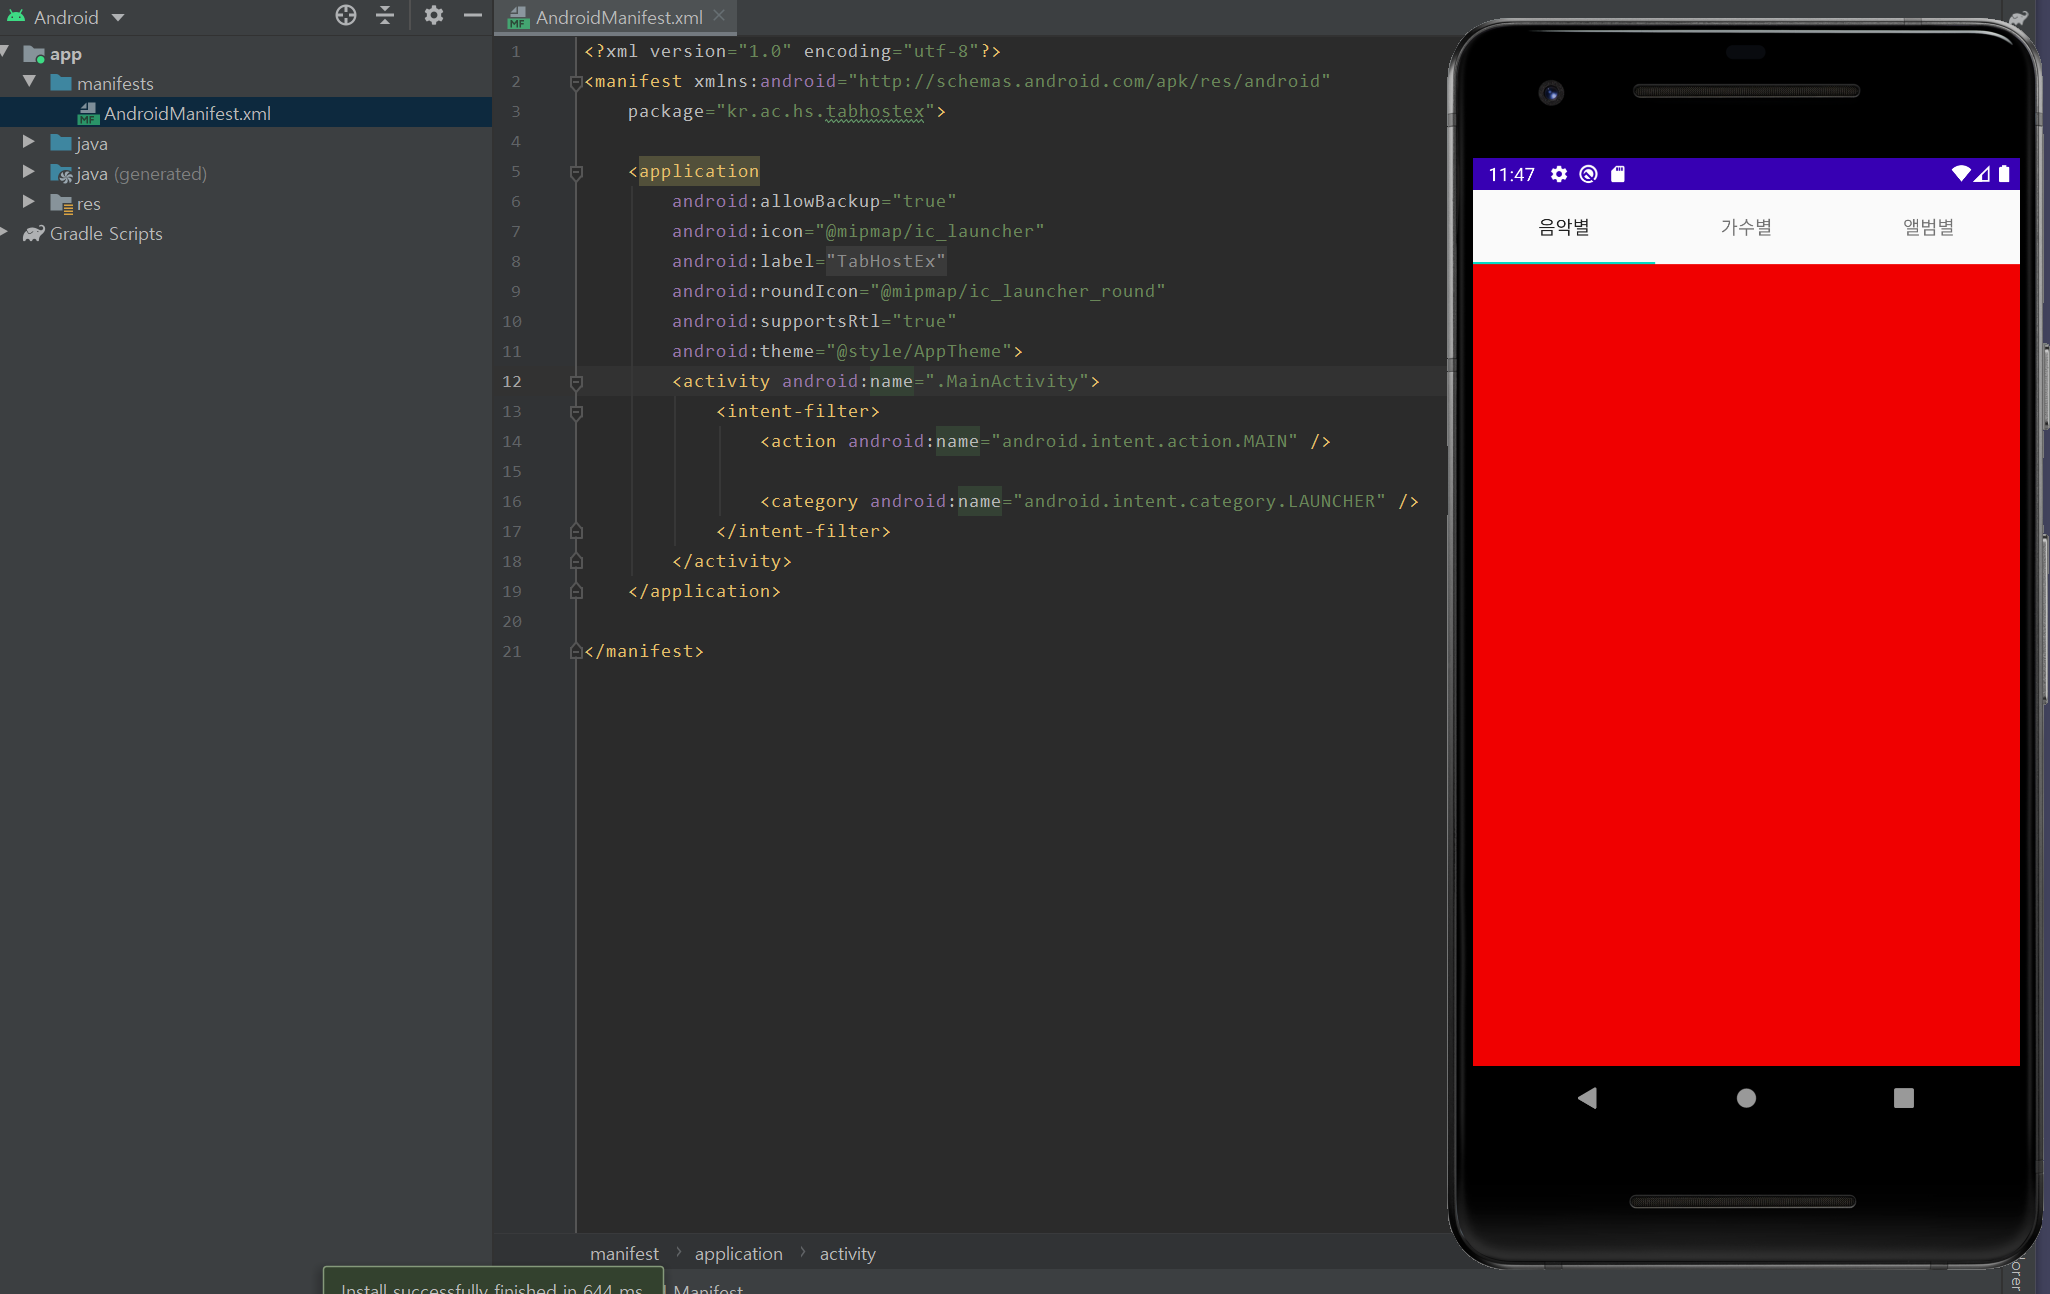 Android
app
manifests
AndroidManifest.xml
java
java (generated)
res
Gradle Scripts
AndroidManifest.xml
1 <?xml version="1.0" encoding="utf-8"?>
2 <manifest xmlns:android="http://schemas.android.com/apk/res/android"
3 package="kr.ac.hs.tabhostex">
4
5 <application
6 android:allowBackup="true"
7 android:icon="@mipmap/ic_launcher"
8 android:label="TabHostEx"
9 android:roundIcon="@mipmap/ic_launcher_round"
10 android:supportsRtl="true"
11 android:theme="@style/AppTheme">
12 <activity android:name=".MainActivity">
13 <intent-filter>
14 <action android:name="android.intent.action.MAIN" />
15
16 <category android:name="android.intent.category.LAUNCHER" />
17 </intent-filter>
18 </activity>
19 </application>
20
21 </manifest>
manifest › application › activity
Install successfully finished in 644 ms.
Manifest
11:47
음악별 가수별 앨범별